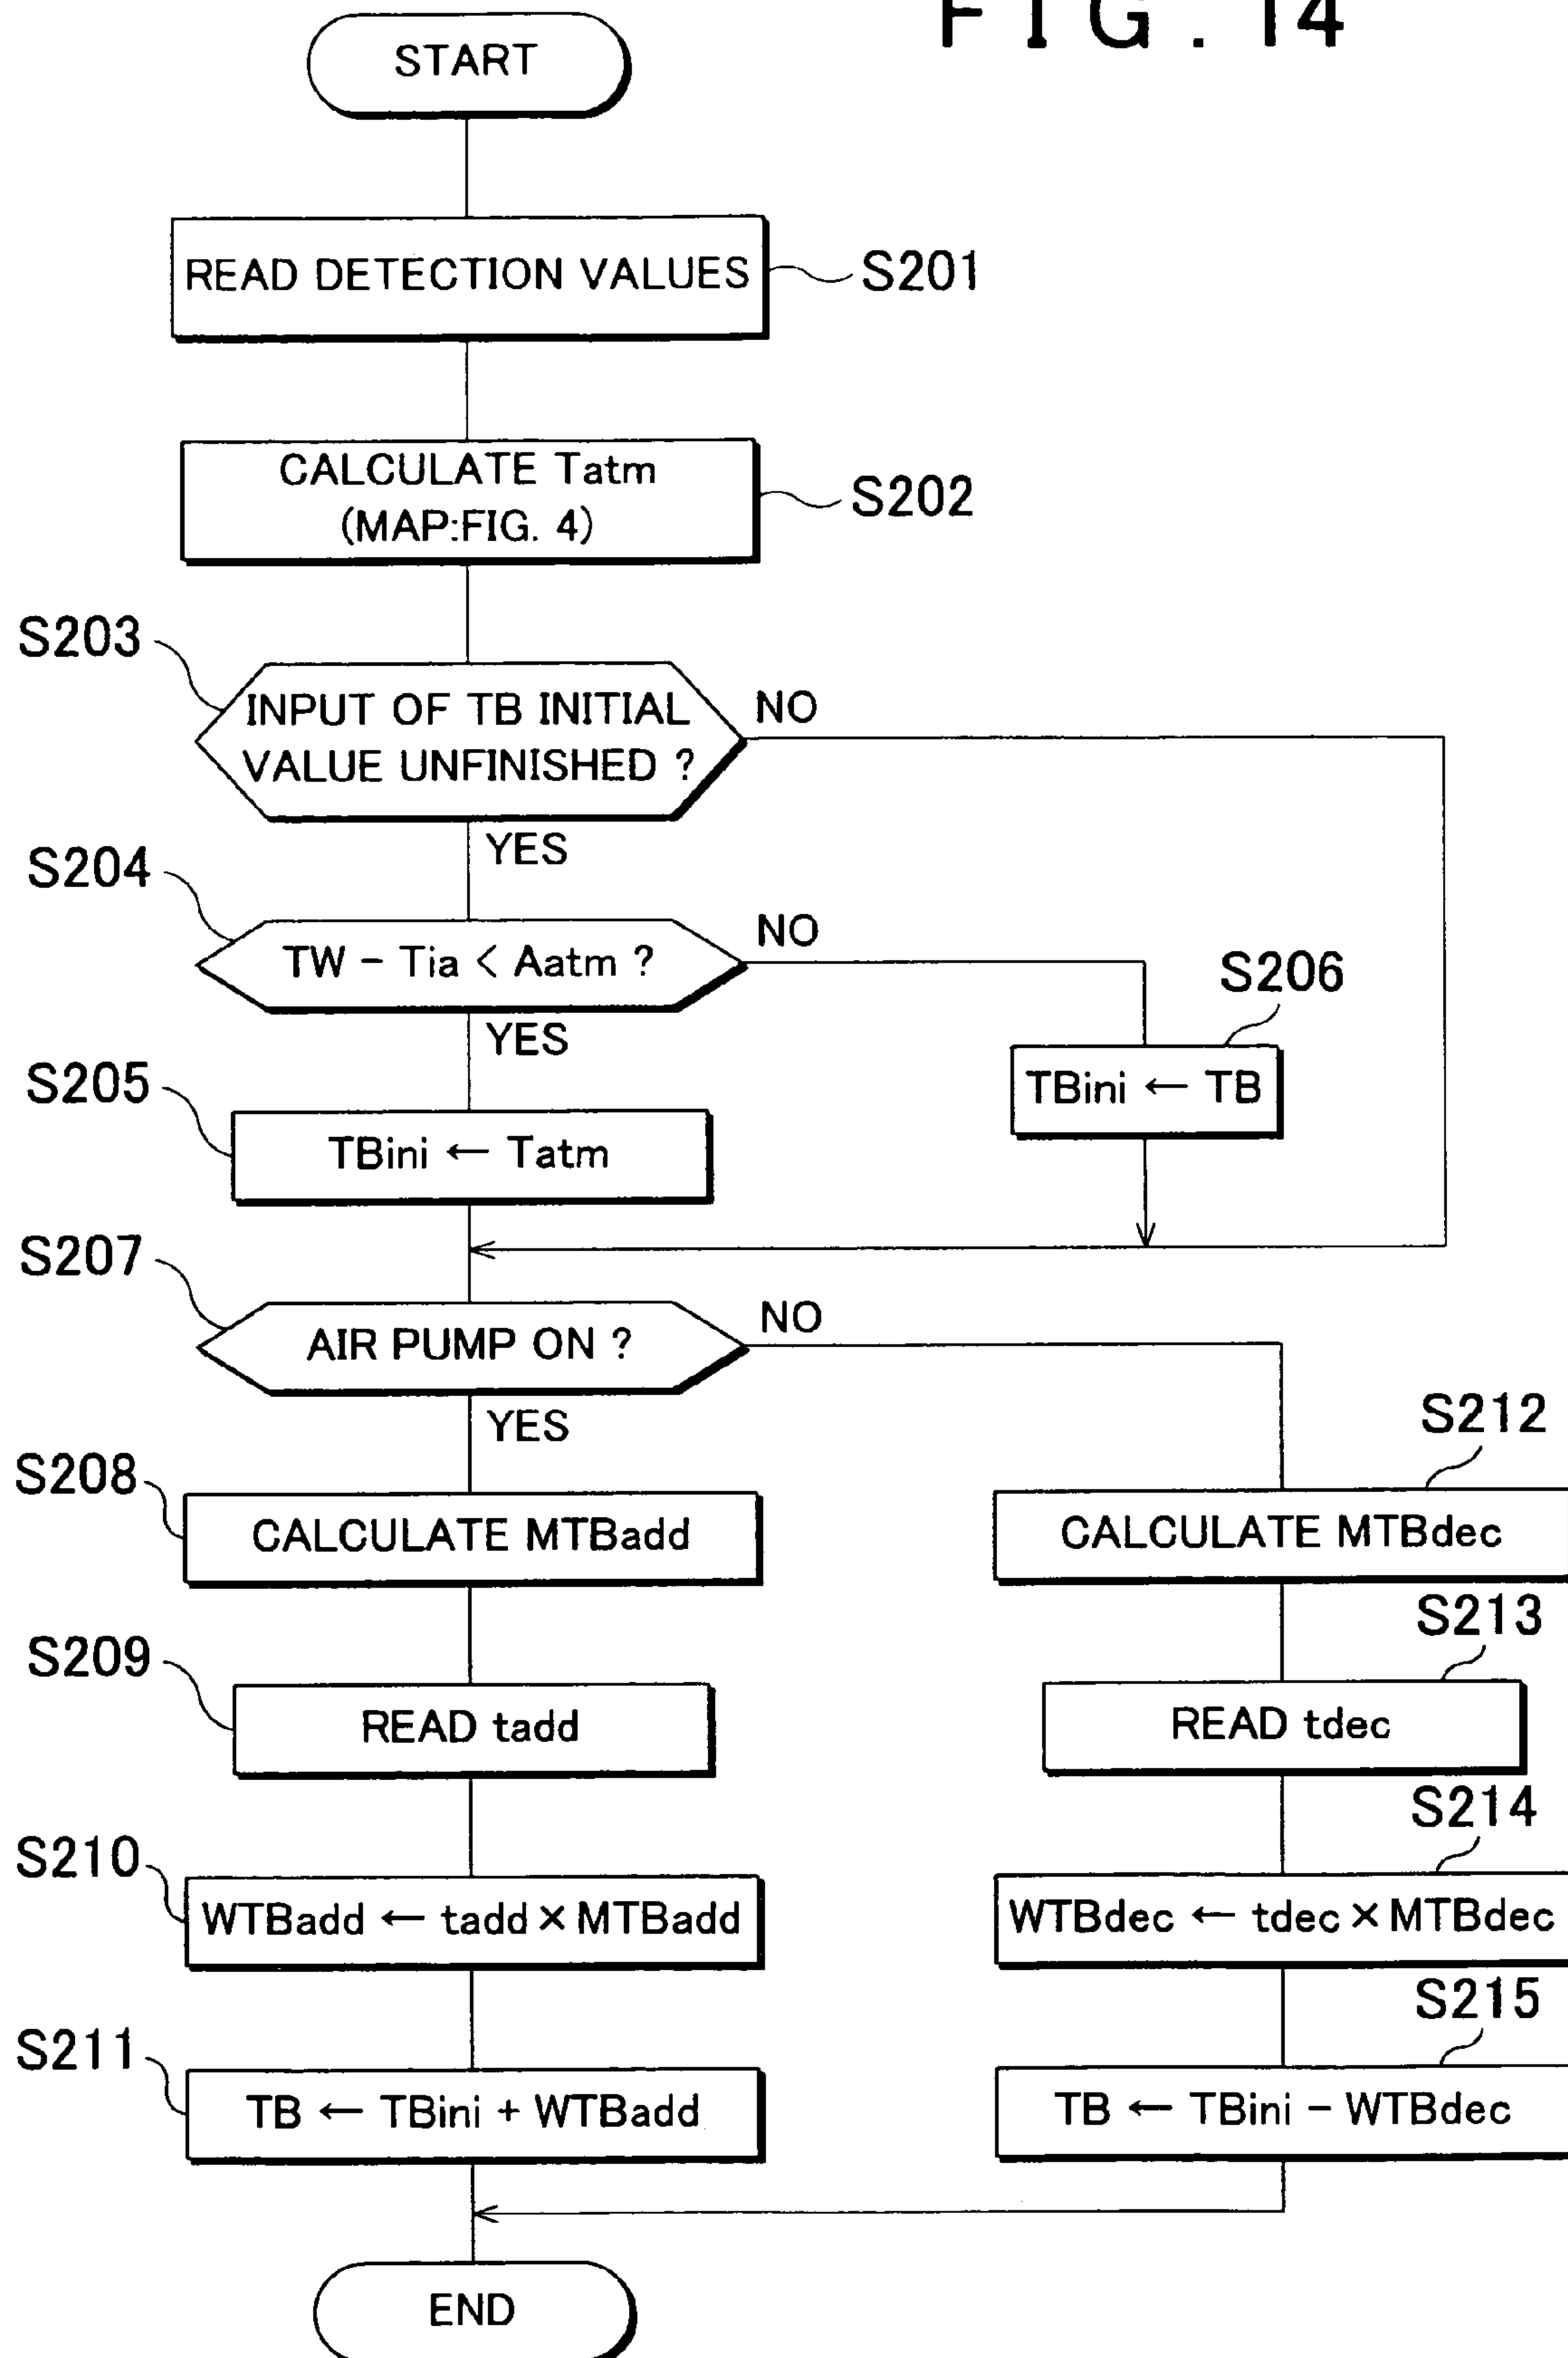 FIG. 14
START
READ DETECTION VALUES
S201
CALCULATE Tatm
(MAP:FIG. 4)
S202
S203
INPUT OF TB INITIAL
VALUE UNFINISHED ?
NO
YES
S204
TW - Tia < Aatm ?
NO
YES
S206
TBini ← TB
S205
TBini ← Tatm
S207
AIR PUMP ON ?
NO
YES
S208
CALCULATE MTBadd
S212
CALCULATE MTBdec
S209
READ tadd
S213
READ tdec
S210
WTBadd ← tadd × MTBadd
S214
WTBdec ← tdec × MTBdec
S211
TB ← TBini + WTBadd
S215
TB ← TBini - WTBdec
END